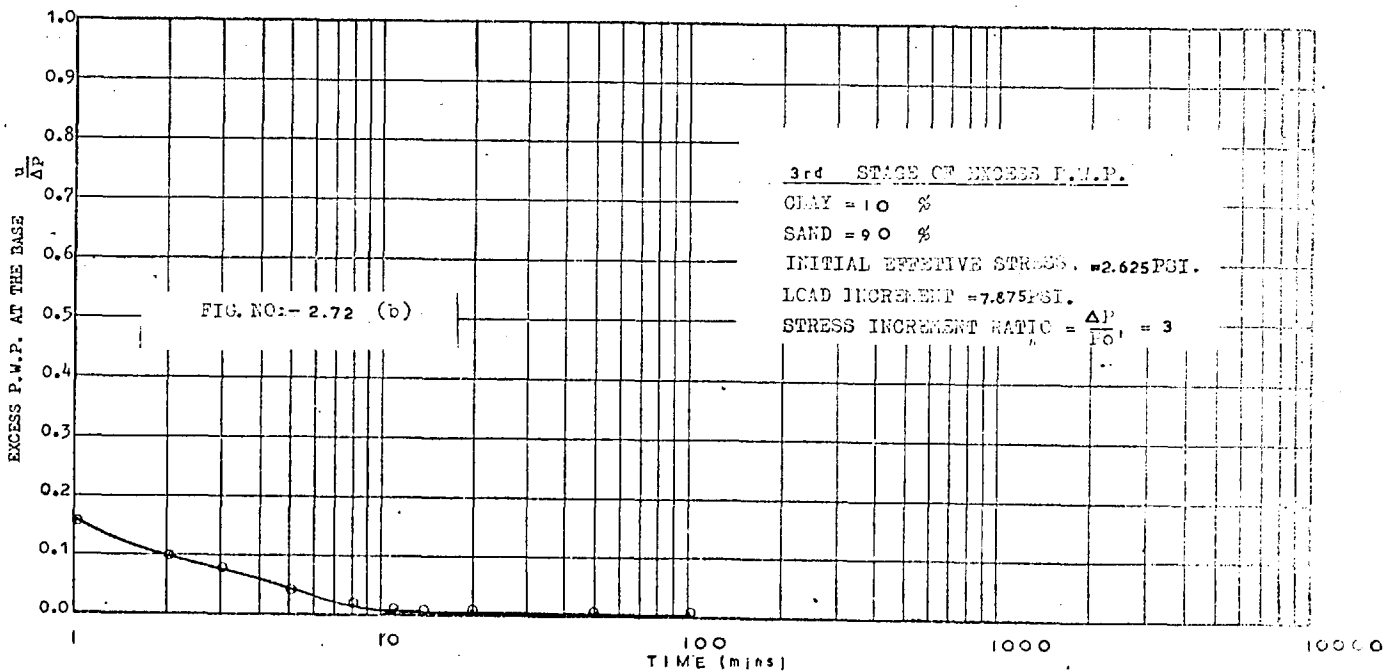 1.0
0.9
0.8
0.7
0.6
0.5
0.4
0.3
0.2
0.1
0.0
EXCESS P.W.P. AT THE BASE u/ΔP
FIG. NO:- 2.72 (b)
3rd STAGE OF EXCESS P.W.P.
CLAY = 10 %
SAND = 90 %
INITIAL EFFETIVE STRESS. =2.625PSI.
LOAD INCREMENT =7.875PSI.
STRESS INCREMENT RATIO = ΔP/Po' = 3
1 10 100 1000 10000
TIME (mins)